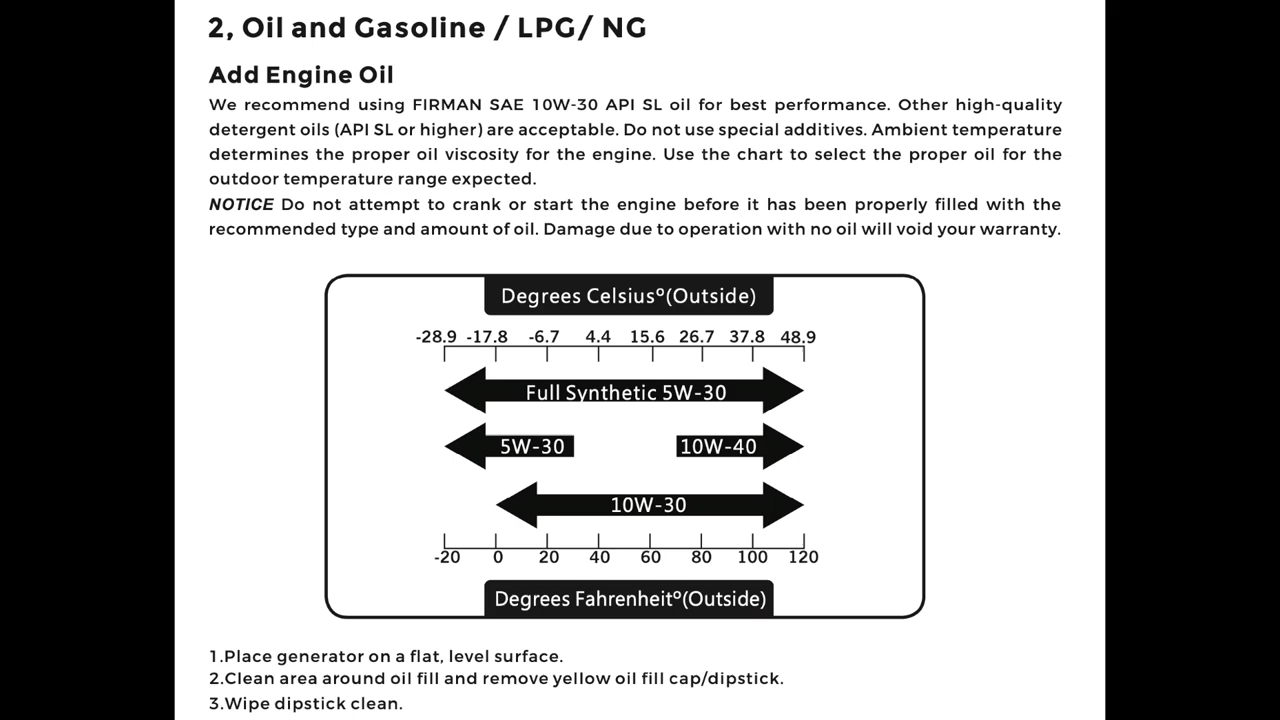 2, Oil and Gasoline / LPG/ NG
Add Engine Oil
We recommend using FIRMAN SAE 10W-30 API SL oil for best performance. Other high-quality
detergent oils (API SL or higher) are acceptable. Do not use special additives. Ambient temperature
determines the proper oil viscosity for the engine. Use the chart to select the proper oil for the
outdoor temperature range expected.
NOTICE Do not attempt to crank or start the engine before it has been properly filled with the
recommended type and amount of oil. Damage due to operation with no oil will void your warranty.
Degrees Celsiusº(Outside)
-28.9 -17.8 -6.7 4.4 15.6 26.7 37.8 48.9
Full Synthetic 5W-30
5W-30 10W-40
10W-30
-20 0 20 40 60 80 100 120
Degrees Fahrenheitº(Outside)
1.Place generator on a flat, level surface.
2.Clean area around oil fill and remove yellow oil fill cap/dipstick.
3.Wipe dipstick clean.